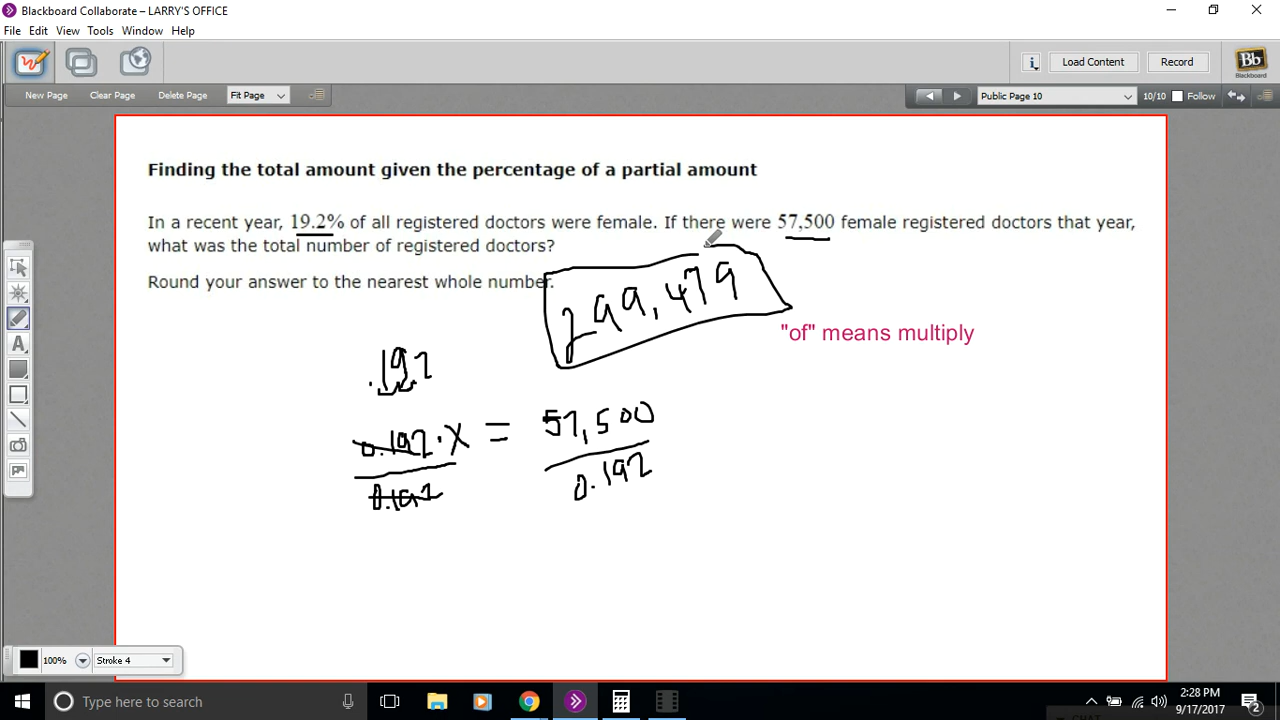 Blackboard Collaborate – LARRY'S OFFICE
File Edit View Tools Window Help
i Load Content Record Bb Blackboard
New Page Clear Page Delete Page Fit Page Public Page 10 10/10 Follow
Finding the total amount given the percentage of a partial amount
In a recent year, 19.2% of all registered doctors were female. If there were 57,500 female registered doctors that year,
what was the total number of registered doctors?
Round your answer to the nearest whole number.
299,479
"of" means multiply
.192
0.192 · X = 57,500
0.192 0.192
A
100% Stroke 4
Type here to search
2:28 PM
9/17/2017
2
CHAT